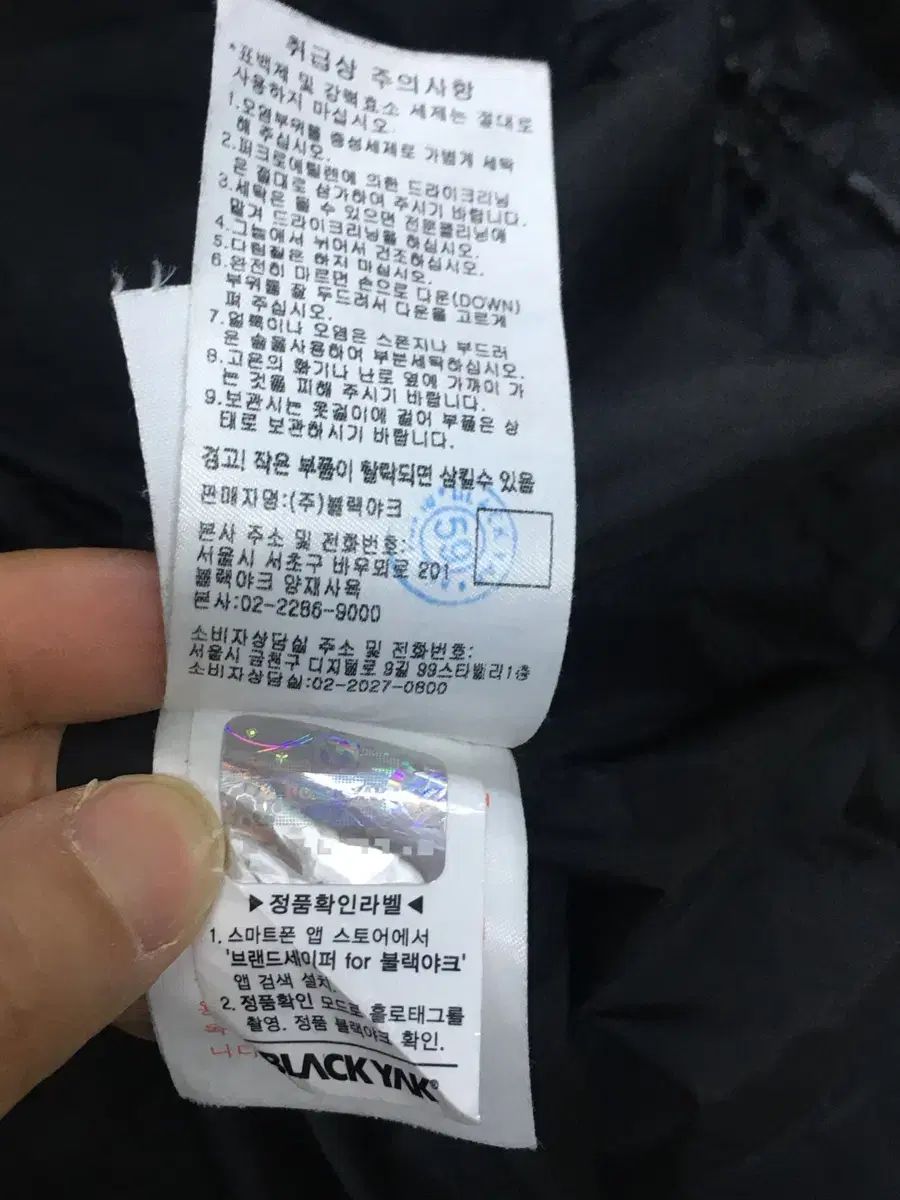 취급상 주의사항
*표백제 및 강력효소 세제는 절대로
사용하지 마십시오.
1.오염부위를 중성세제로 가볍게 세탁
해 주십시오.
2.퍼크로에틸렌에 의한 드라이크리닝
은 절대로 삼가하여 주시기 바랍니다.
3.세탁은 될 수 있으면 전문클리닝에
맡겨 드라이크리닝을 하십시오.
4.그늘에서 뉘어서 건조하십시오.
5.다림질은 하지 마십시오.
6.완전히 마르면 손으로 다운(DOWN)
부위를 잘 두드려서 다운을 고르게
펴 주십시오.
7.얼룩이나 오염은 스폰지나 부드러
운 솔을사용하여 부분세탁하십시오.
8.고온의 화기나 난로 옆에 가까이 가
는 것을 피해 주시기 바랍니다.
9.보관시는 옷걸이에 걸어 부풀은 상
태로 보관하시기 바랍니다.
경고! 작은 부품이 탈락되면 삼킬수 있음
판매자명:(주)블랙야크
본사 주소 및 전화번호:
서울시 서초구 바우뫼로 201
블랙야크 양재사옥
본사:02-2286-9000
59
소비자상담실 주소 및 전화번호:
서울시 금천구 디지털로 9길 99스타밸리1층
소비자상담실:02-2027-0800
▶정품확인라벨◀
1. 스마트폰 앱 스토어에서
'브랜드세이퍼 for 블랙야크'
앱 검색 설치.
2. 정품확인 모드로 홀로태그를
촬영. 정품 블랙야크 확인.
니다
BLACKYAK®